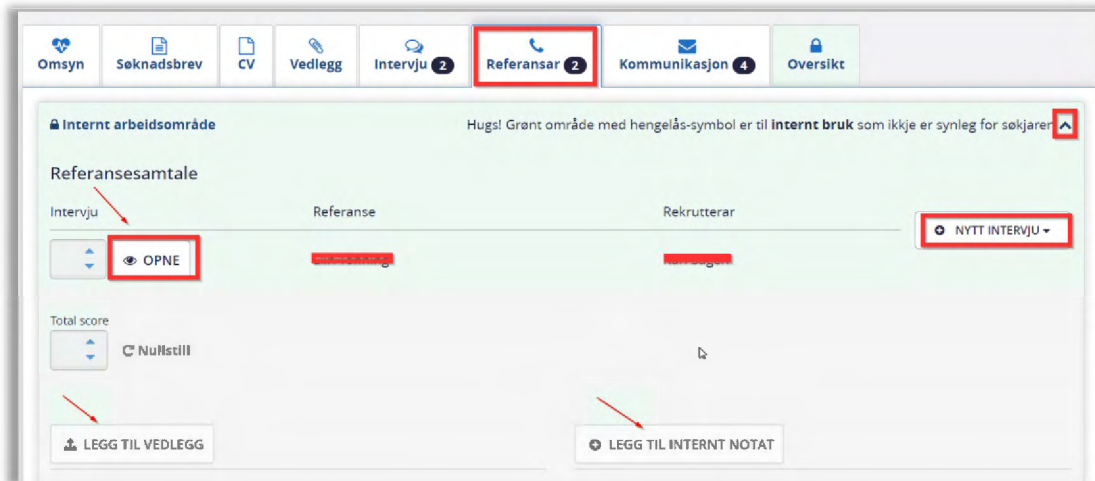 Omsyn Søknadsbrev CV Vedlegg Intervju 2 Referansar 2 Kommunikasjon 4 Oversikt
Internt arbeidsområde Hugs! Grønt område med hengelås-symbol er til internt bruk som ikkje er synleg for søkjaren
Referansesamtale
Intervju Referanse Rekrutterar
NYTT INTERVJU
OPNE
Total score
Nullstill
LEGG TIL VEDLEGG LEGG TIL INTERNT NOTAT